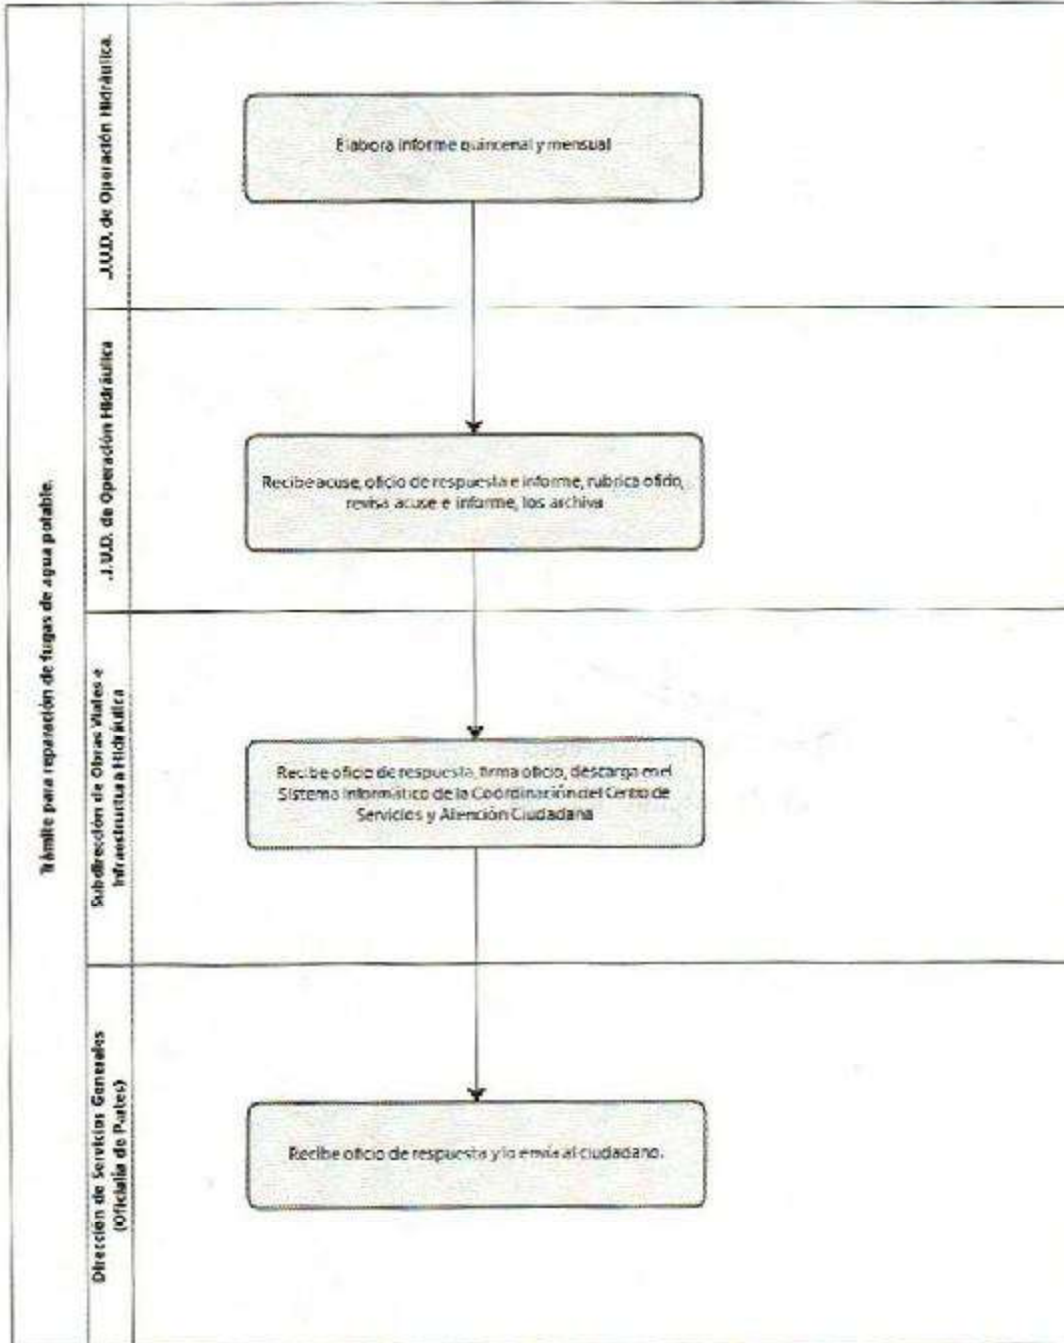 Trámite para reparación de fugas de agua potable.
J.U.D. de Operación Hidráulica.
Elabora informe quincenal y mensual
J.U.D. de Operación Hidráulica
Recibe acuse, oficio de respuesta e informe, rubrica oficio,
revisa acuse e informe, los archiva
Subdirección de Obras Viales e
Infraestructua Hidráulica
Recibe oficio de respuesta, firma oficio, descarga en el
Sistema Informático de la Coordinación del Centro de
Servicios y Atención Ciudadana
Dirección de Servicios Generales
(Oficialía de Partes)
Recibe oficio de respuesta y lo envía al ciudadano.